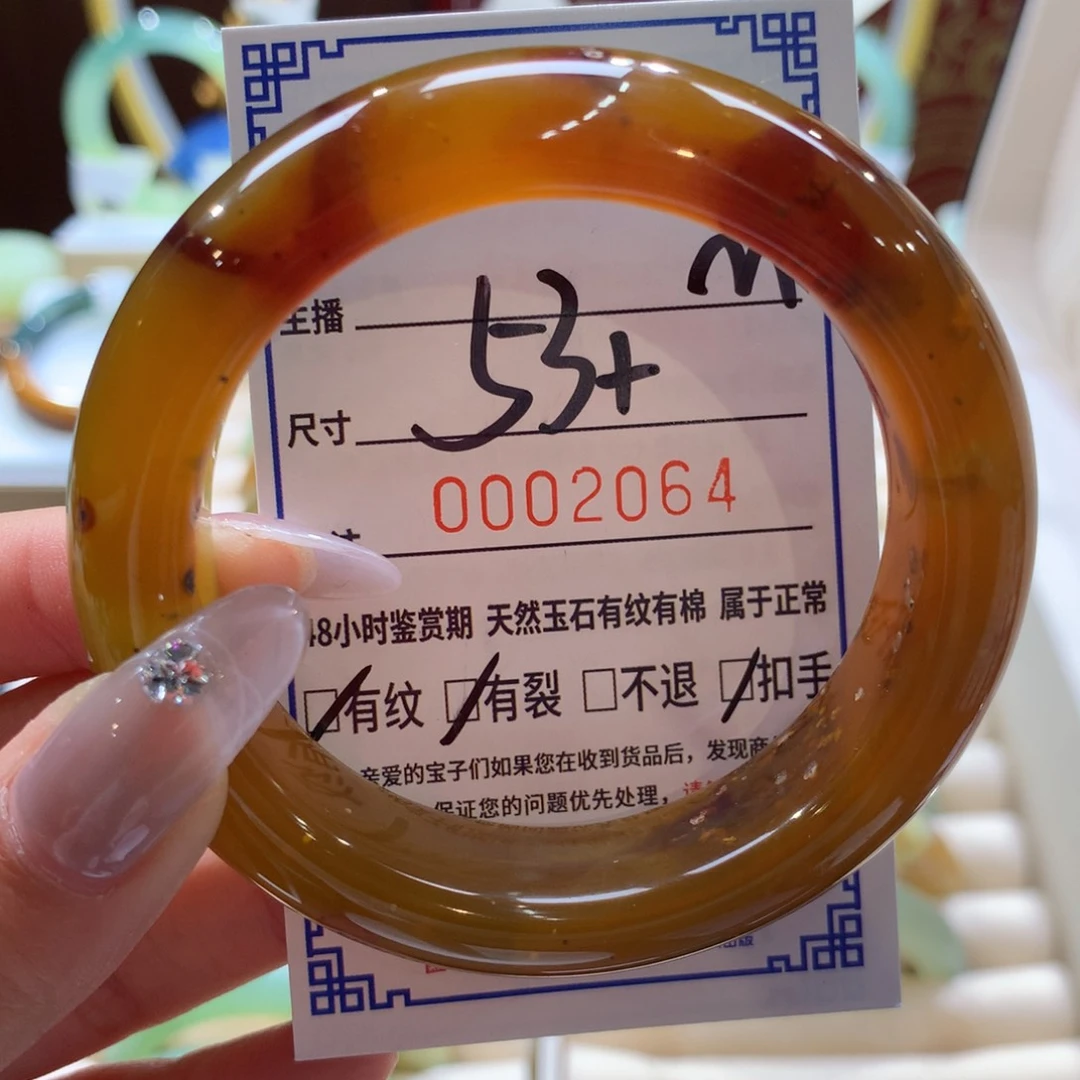 M
主播
53+
尺寸
0002064
48小时鉴赏期 天然玉石有纹有棉 属于正常
有纹 有裂 不退 扣手
亲爱的宝子们如果您在收到货品后，发现商
保证您的问题优先处理，请